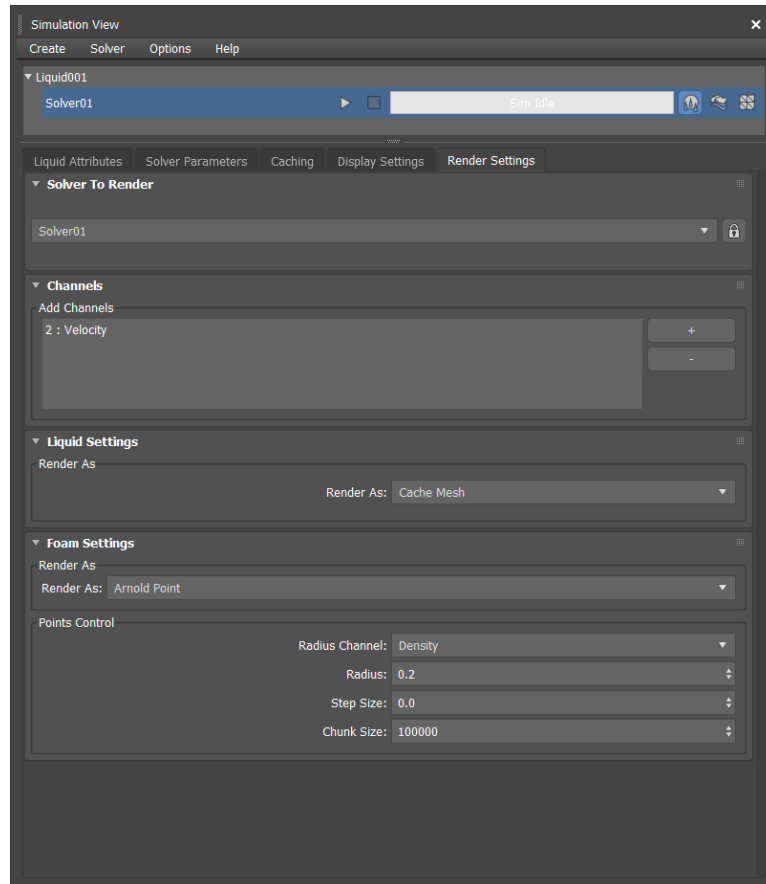 Simulation View
Create Solver Options Help
Liquid001
Solver01 Sim Idle
Liquid Attributes Solver Parameters Caching Display Settings Render Settings
Solver To Render
Solver01
Channels
Add Channels
2 : Velocity
+
-
Liquid Settings
Render As
Render As: Cache Mesh
Foam Settings
Render As
Render As: Arnold Point
Points Control
Radius Channel: Density
Radius: 0.2
Step Size: 0.0
Chunk Size: 100000